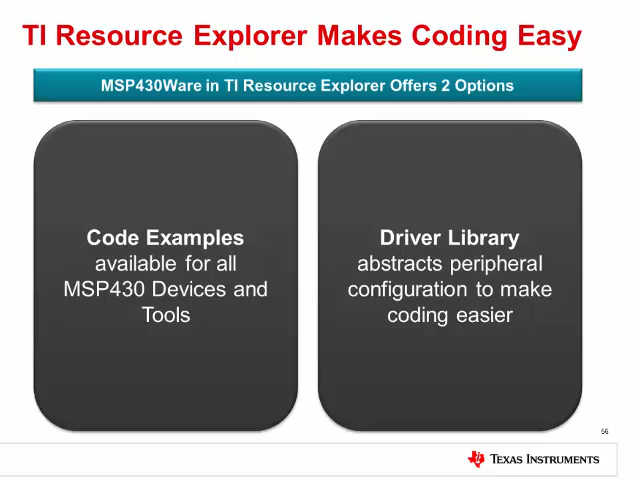 TI Resource Explorer Makes Coding Easy
MSP430Ware in TI Resource Explorer Offers 2 Options
Code Examples
available for all
MSP430 Devices and
Tools
Driver Library
abstracts peripheral
configuration to make
coding easier
56
TEXAS INSTRUMENTS